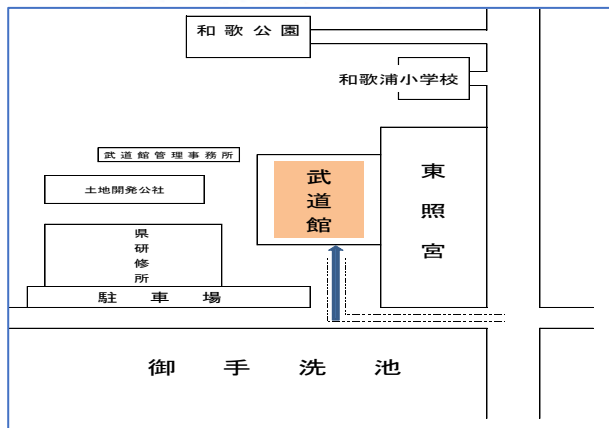 和歌公園
和歌浦小学校
武道館管理事務所
土地開発公社
武道館
東照宮
県研修所
駐車場
御手洗池